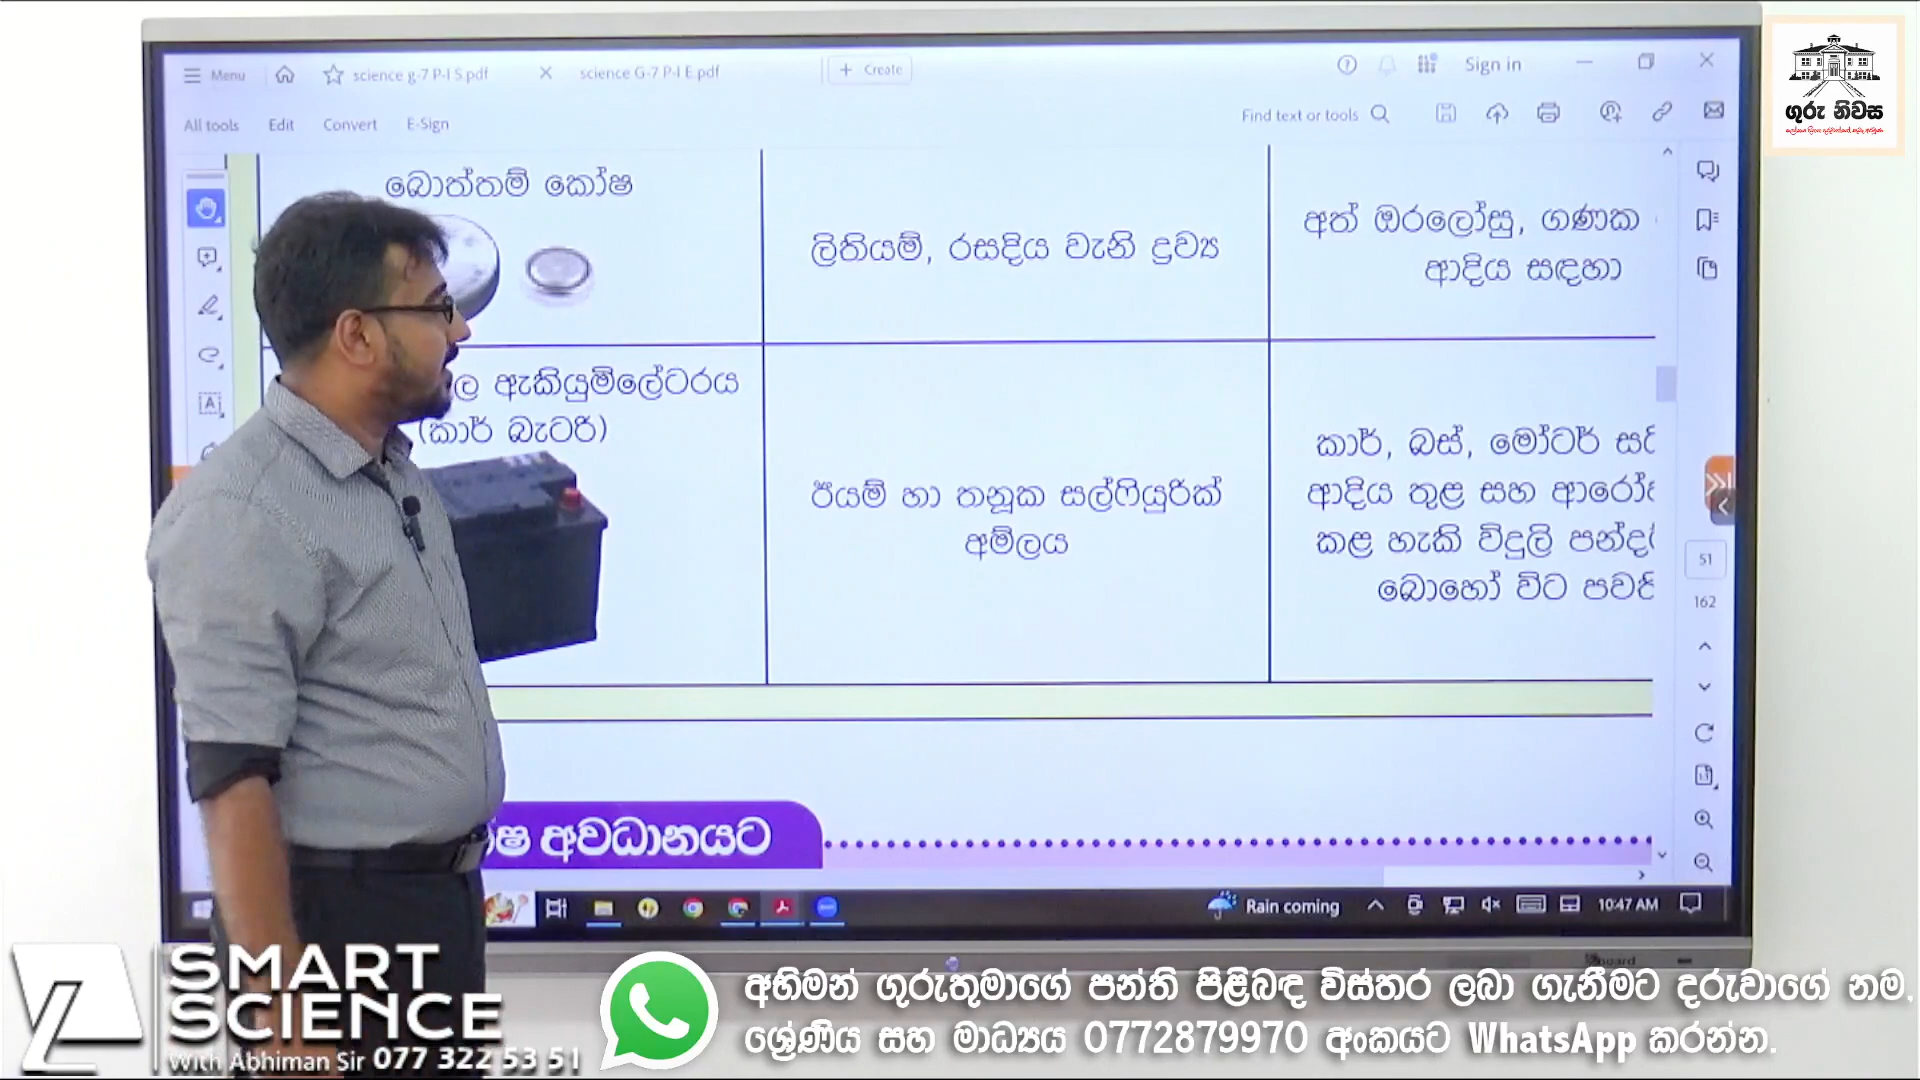 Menu
science g-7 P-I S.pdf
science G-7 P-I E.pdf
+ Create
Sign in
All tools
Edit
Convert
E-Sign
Find text or tools
ගුරු නිවස
බොත්තම් කෝෂ
ලිතියම්, රසදිය වැනි ද්‍රව්‍ය
අත් ඔරලෝසු, ගණක
ආදිය සඳහා
ඇකියුමිලේටරය
(කාර් බැටරි)
ඊයම් හා තනුක සල්ෆියුරික්
අම්ලය
කාර්, බස්, මෝටර්
ආදිය තුළ සහ
කළ හැකි විදුලි
බොහෝ විට
51
162
අවධානයට
Rain coming
10:47 AM
SMART
SCIENCE
With Abhiman Sir 077 322 53 51
අභිමන් ගුරුතුමාගේ පන්ති පිළිබඳ විස්තර ලබා ගැනීමට දරුවාගේ නම,
ශ්‍රේණිය සහ මාධ්‍යය 0772879970 අංකයට WhatsApp කරන්න.